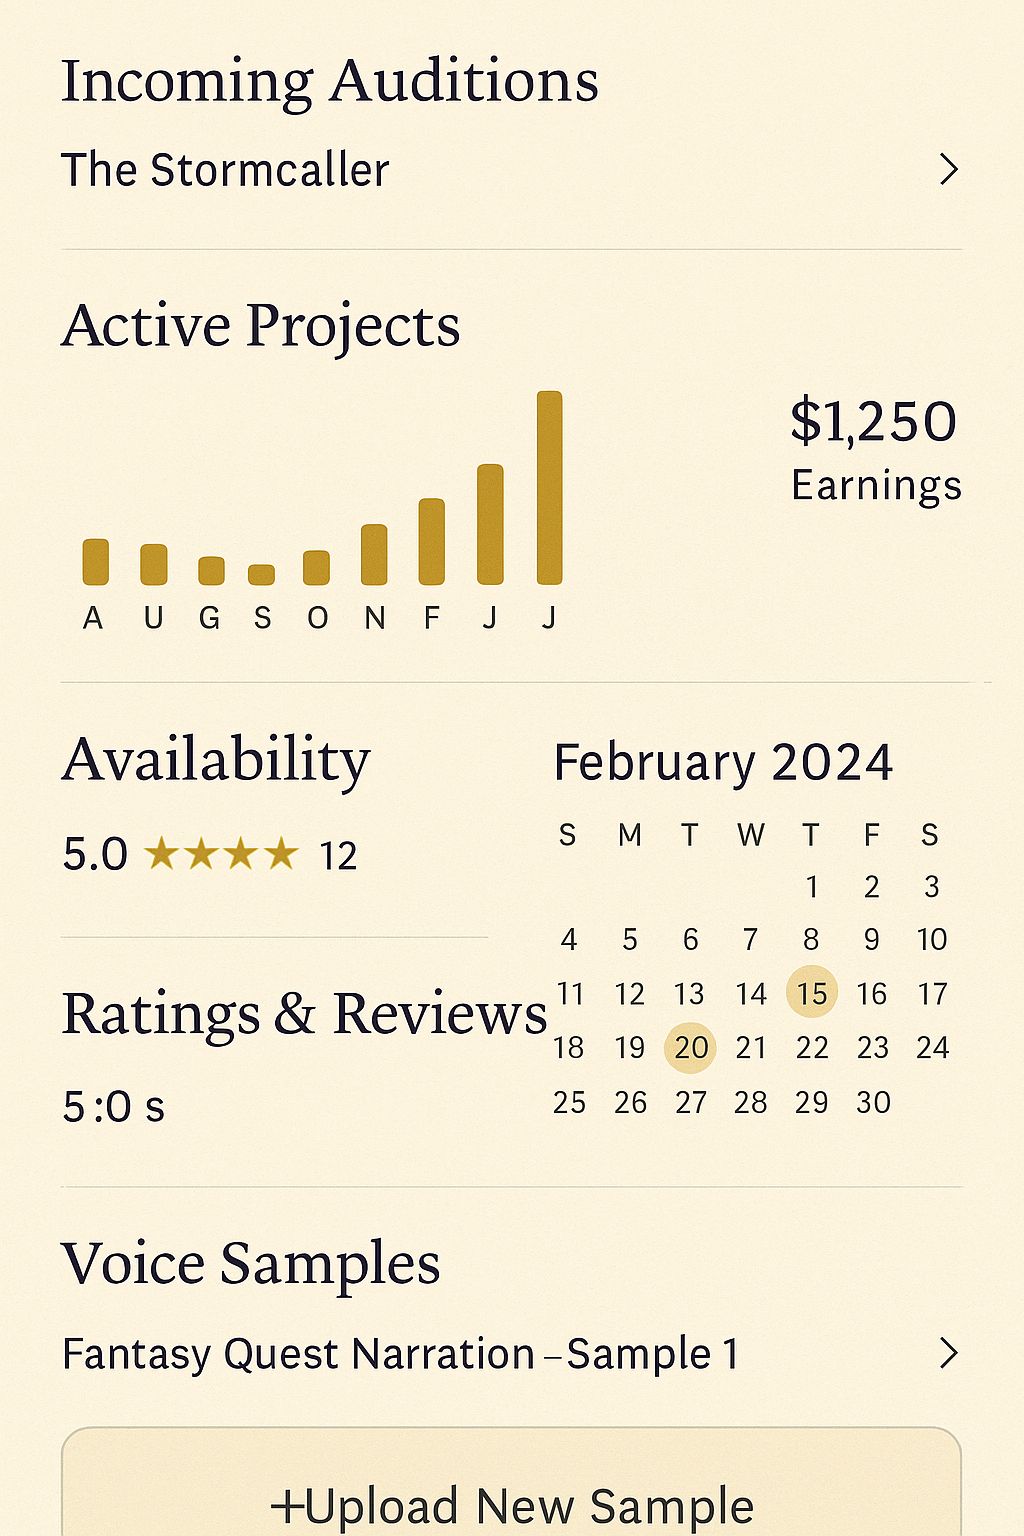 Incoming Auditions
The Stormcaller
Active Projects
$1,250
Earnings
A U G S O N F J J
Availability
5.0 ★★★★ 12
Ratings & Reviews
5:0 s
February 2024
S M T W T F S
1 2 3
4 5 6 7 8 9 10
11 12 13 14 15 16 17
18 19 20 21 22 23 24
25 26 27 28 29 30
Voice Samples
Fantasy Quest Narration –Sample 1
+Upload New Sample